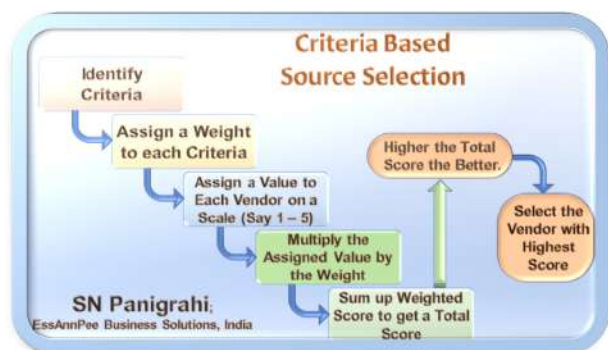 Criteria Based
Source Selection
Identify
Criteria
Assign a Weight
to each Criteria
Assign a Value to
Each Vendor on a
Scale (Say 1 – 5)
Multiply the
Assigned Value by
the Weight
Sum up Weighted
Score to get a Total
Score
Higher the Total
Score the Better.
Select the
Vendor with
Highest
Score
SN Panigrahi;
EssAnnPee Business Solutions, India